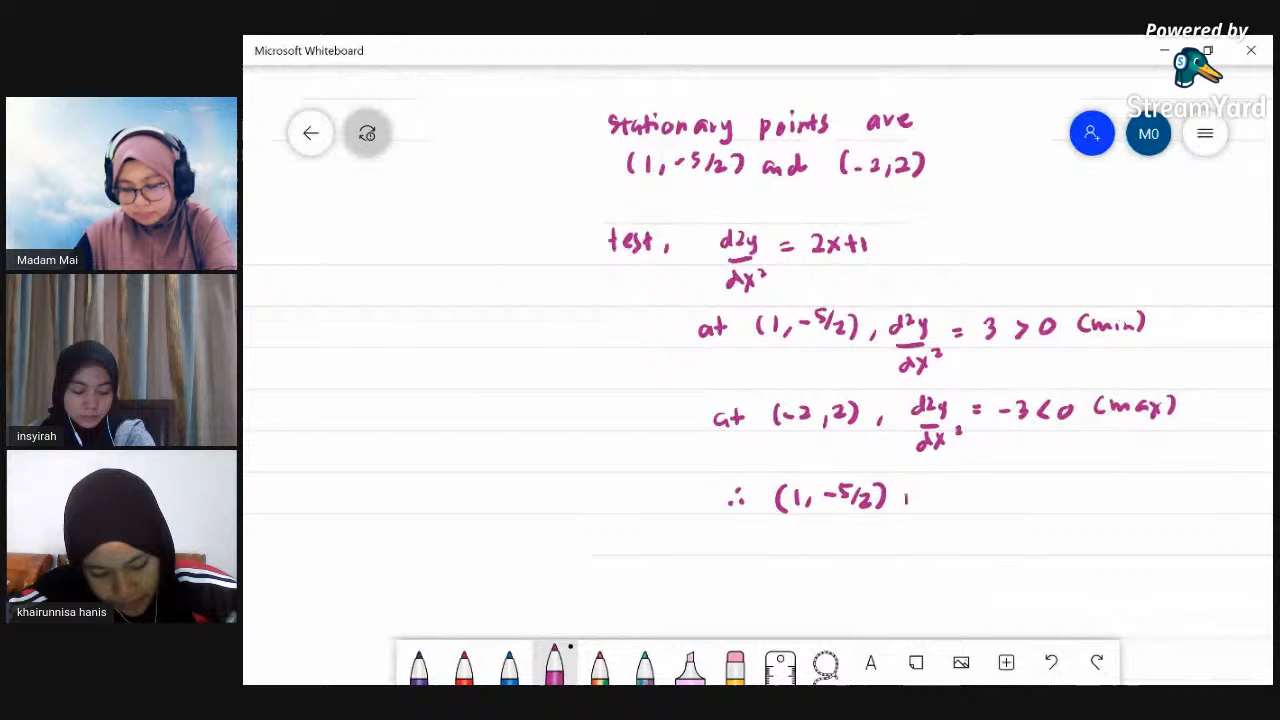 Powered by
StreamYard
Microsoft Whiteboard
MO
stationary points are
(1, -5/2) and (-2,2)
test, d2y/dx² = 2x+1
at (1, -5/2), d2y/dx² = 3 > 0 (min)
at (-2,2), d2y/dx² = -3 < 0 (max)
∴ (1, -5/2)
Madam Mai
insyirah
khairunnisa hanis
A